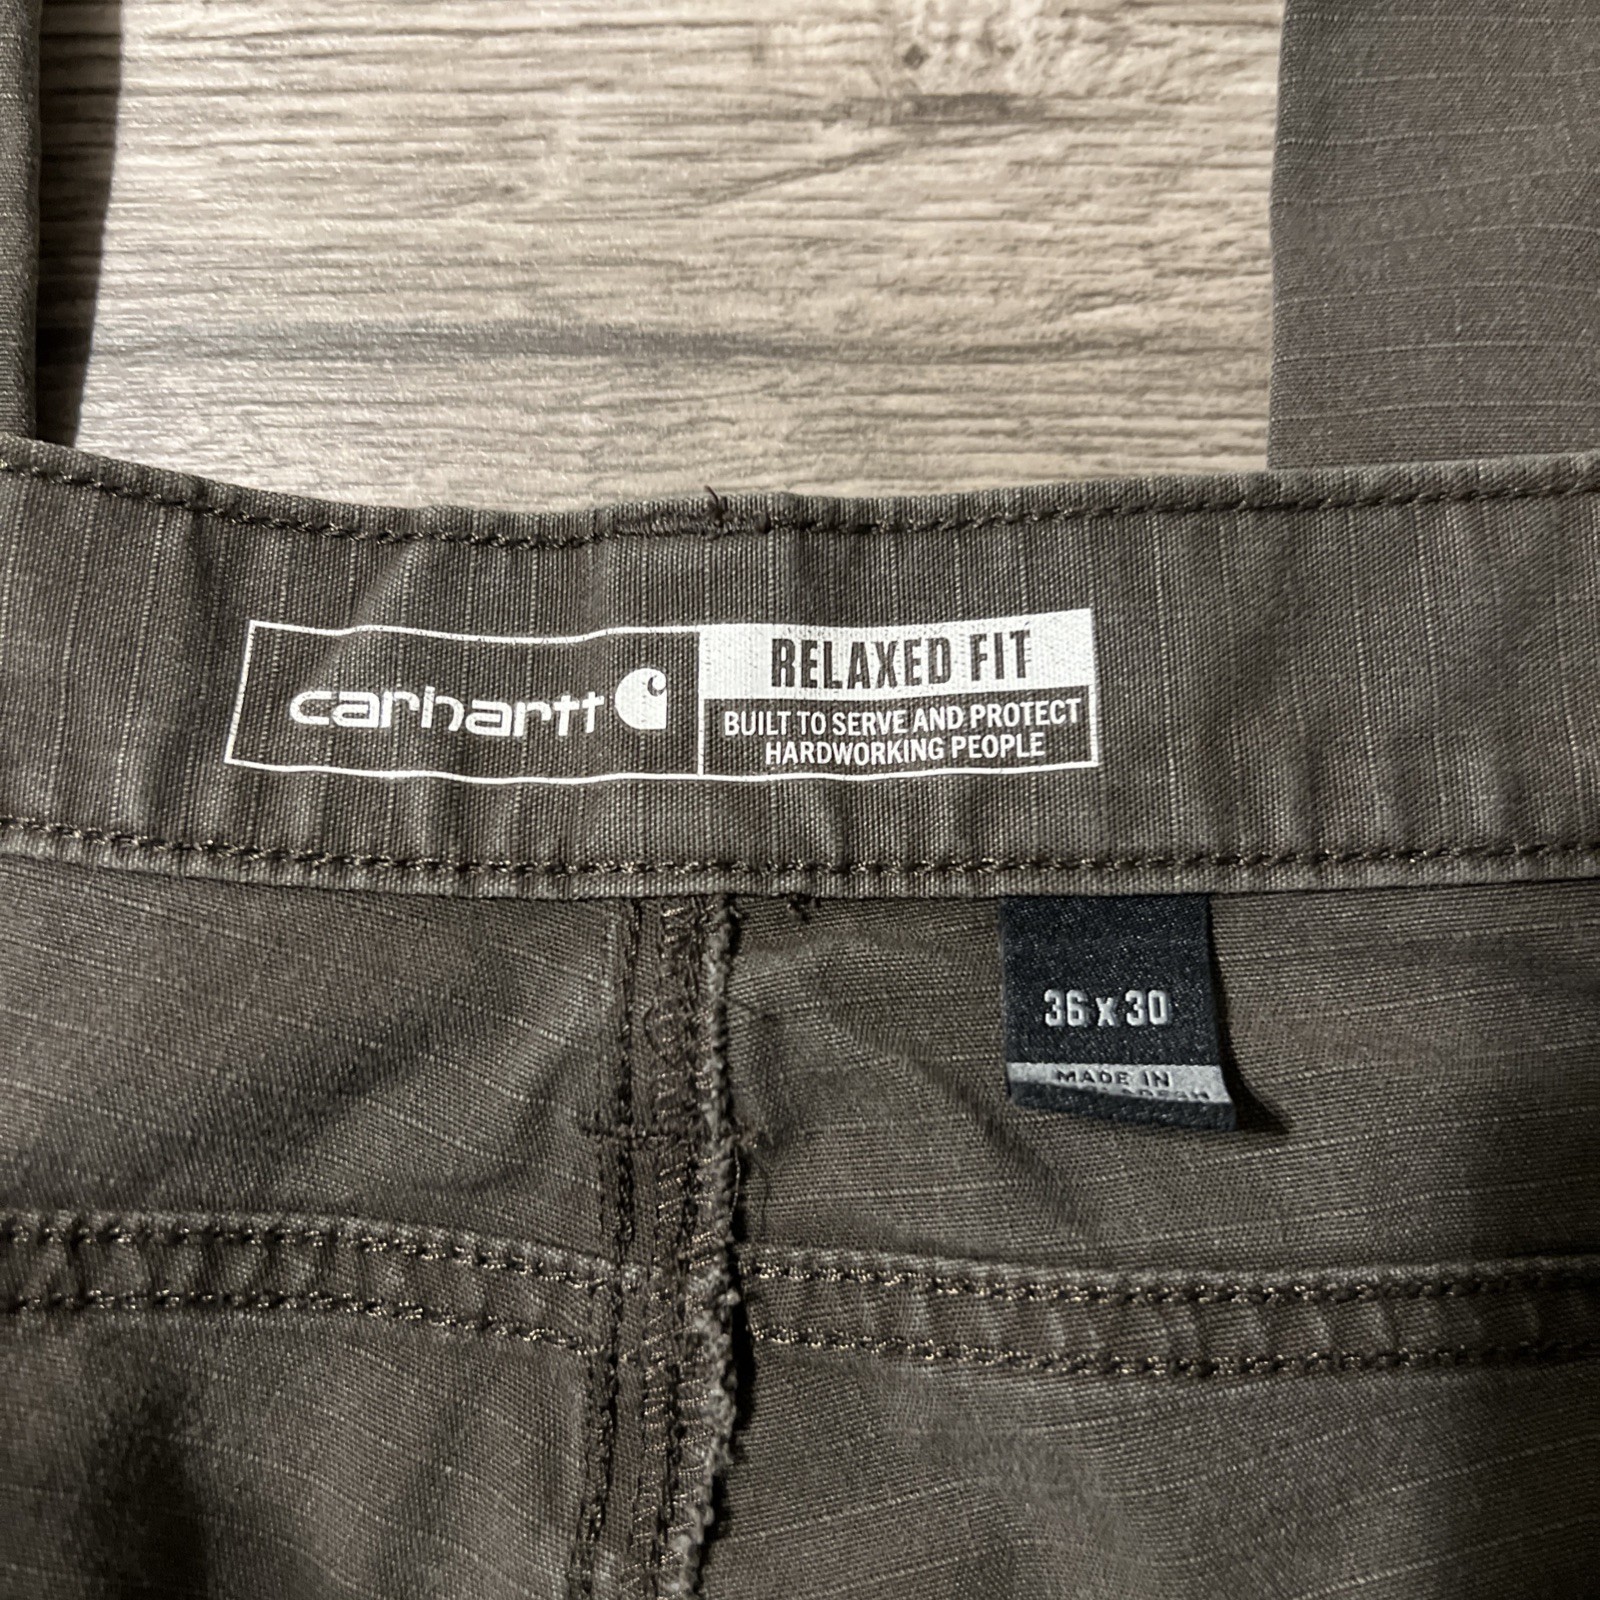 carhartt
RELAXED FIT
BUILT TO SERVE AND PROTECT
HARDWORKING PEOPLE
36 x 30
MADE IN